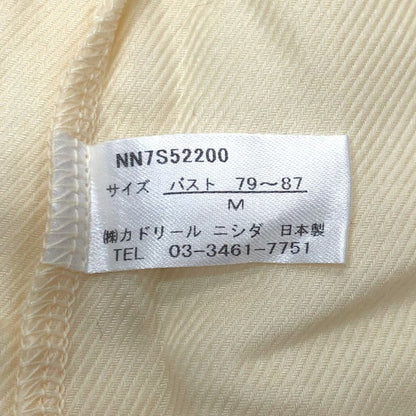 NN7S52200
サイズ バスト 79～87
M
㈱カドリール ニシダ 日本製
TEL 03-3461-7751